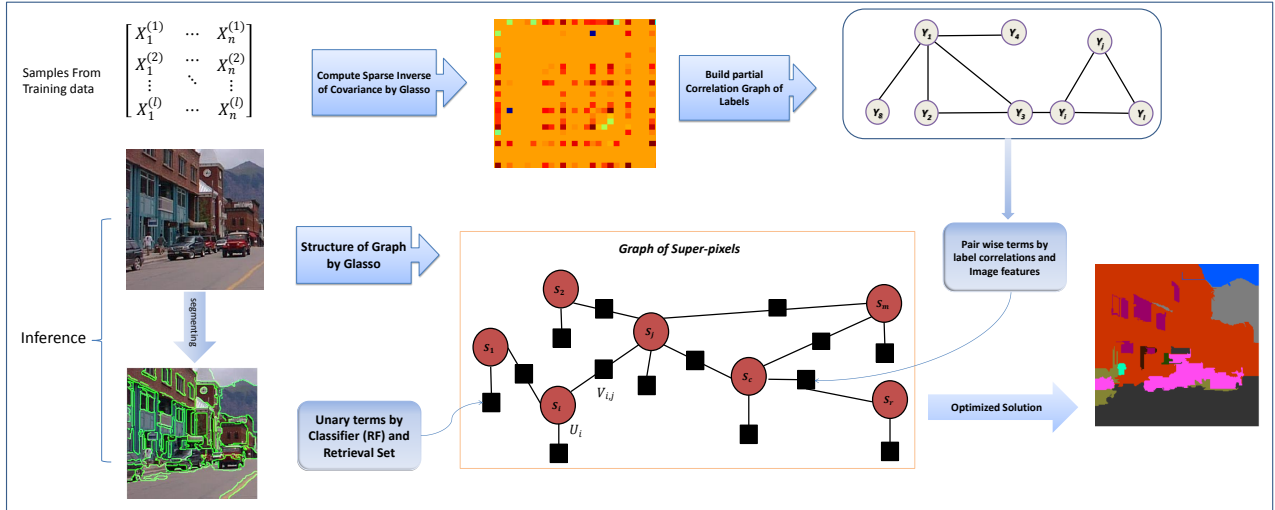 Samples From
Training data
X_1^{(1)} ⋯ X_n^{(1)}
X_1^{(2)} ⋯ X_n^{(2)}
⋮ ⋱ ⋮
X_1^{(l)} ⋯ X_n^{(l)}
Compute Sparse Inverse
of Covariance by Glasso
Build partial
Correlation Graph of
Labels
Y_1
Y_4
Y_j
Y_8
Y_2
Y_3
Y_i
Y_l
Inference
segmenting
Structure of Graph
by Glasso
Unary terms by
Classifier (RF) and
Retrieval Set
Graph of Super-pixels
S_2
S_m
S_j
S_1
S_c
S_i
S_r
V_{i,j}
U_i
Pair wise terms by
label correlations and
Image features
Optimized Solution